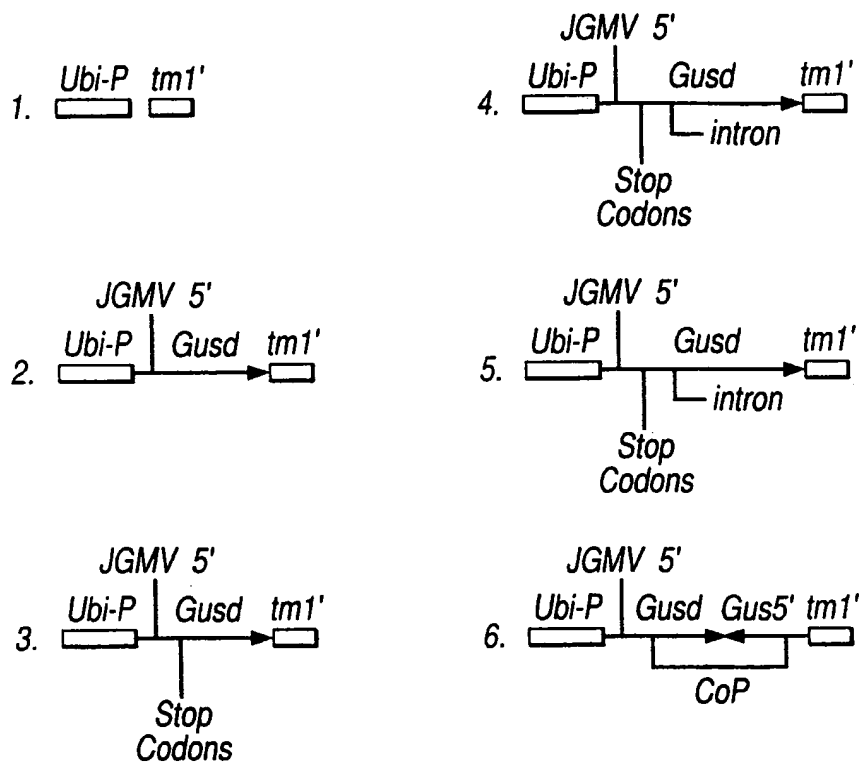 Ubi-P tm1'
1.
JGMV 5'
Ubi-P Gusd tm1'
2.
JGMV 5'
Ubi-P Gusd tm1'
3.
Stop
Codons
JGMV 5'
Ubi-P Gusd tm1'
4.
intron
Stop
Codons
JGMV 5'
Ubi-P Gusd tm1'
5.
intron
Stop
Codons
JGMV 5'
Ubi-P Gusd Gus5' tm1'
6.
CoP